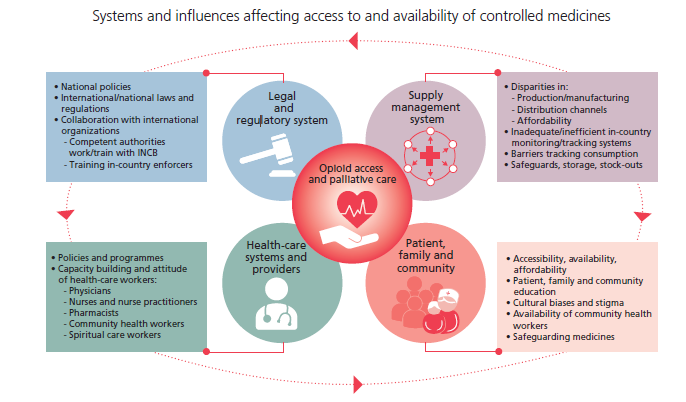 Systems and influences affecting access to and availability of controlled medicines
• National policies
• International/national laws and
regulations
• Collaboration with international
organizations
- Competent authorities
work/train with INCB
- Training in-country enforcers
Legal
and
regulatory system
Supply
management
system
• Disparities in:
- Production/manufacturing
- Distribution channels
- Affordability
• Inadequate/inefficient in-country
monitoring/tracking systems
• Barriers tracking consumption
• Safeguards, storage, stock-outs
Opioid access
and palliative care
• Policies and programmes
• Capacity building and attitude
of health-care workers:
- Physicians
- Nurses and nurse practitioners
- Pharmacists
- Community health workers
- Spiritual care workers
Health-care
systems and
providers
Patient,
family and
community
• Accessibility, availability,
affordability
• Patient, family and community
education
• Cultural biases and stigma
• Availability of community health
workers
• Safeguarding medicines